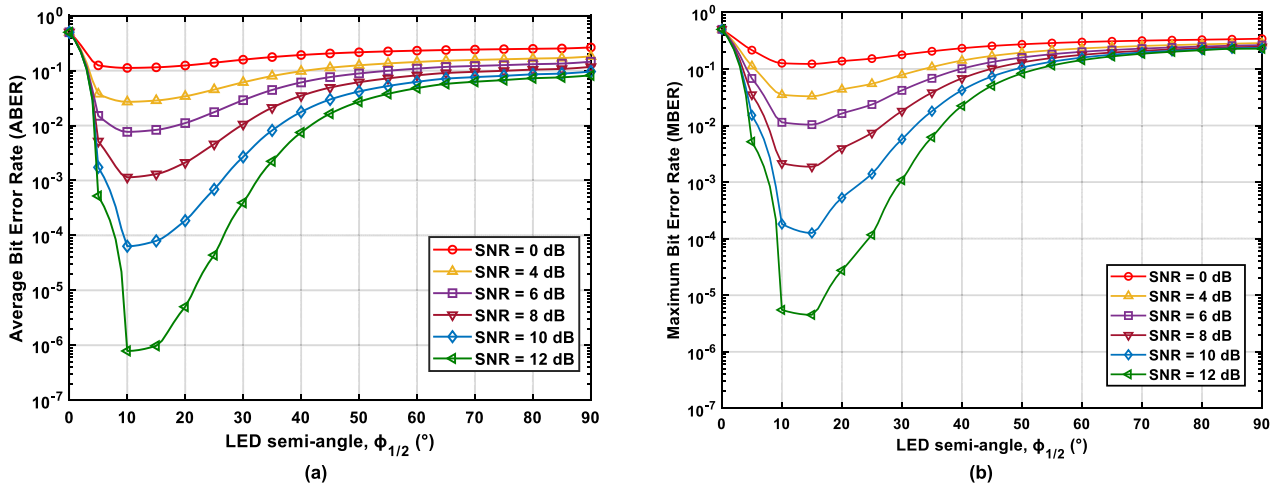 Average Bit Error Rate (ABER)
10^0
10^-1
10^-2
10^-3
10^-4
10^-5
10^-6
10^-7
SNR = 0 dB
SNR = 4 dB
SNR = 6 dB
SNR = 8 dB
SNR = 10 dB
SNR = 12 dB
0 10 20 30 40 50 60 70 80 90
LED semi-angle, ϕ_1/2 (°)
(a)
Maximum Bit Error Rate (MBER)
10^0
10^-1
10^-2
10^-3
10^-4
10^-5
10^-6
10^-7
SNR = 0 dB
SNR = 4 dB
SNR = 6 dB
SNR = 8 dB
SNR = 10 dB
SNR = 12 dB
0 10 20 30 40 50 60 70 80 90
LED semi-angle, ϕ_1/2 (°)
(b)